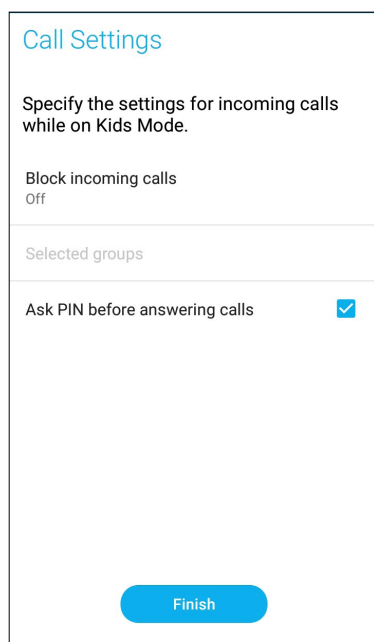 Call Settings
Specify the settings for incoming calls
while on Kids Mode.
Block incoming calls
Off
Selected groups
Ask PIN before answering calls
Finish